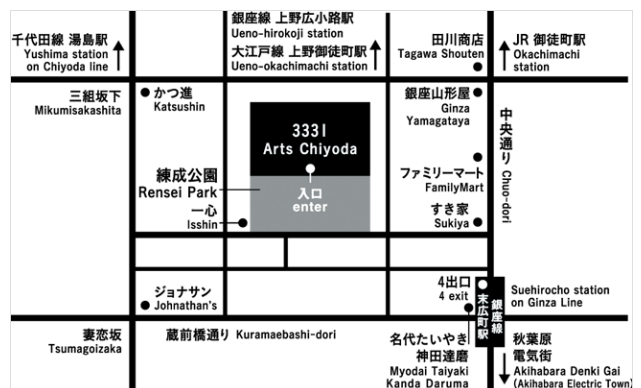 千代田線 湯島駅
Yushima station
on Chiyoda line
銀座線 上野広小路駅
Ueno-hirokoji station
大江戸線 上野御徒町駅
Ueno-okachimachi station
田川商店
Tagawa Shouten
JR 御徒町駅
Okachimachi
station
三組坂下
Mikumisakashita
かつ進
Katsushin
3331
Arts Chiyoda
銀座山形屋
Ginza
Yamagataya
中央通り Chuo-dori
練成公園
Rensei Park
入口
enter
ファミリーマート
FamilyMart
一心
Isshin
すき家
Sukiya
ジョナサン
Johnathan's
4出口
4 exit
末広町駅
銀座線
Suehirocho station
on Ginza Line
妻恋坂
Tsumagoizaka
蔵前橋通り Kuramaebashi-dori
名代たいやき
神田達磨
Myodai Taiyaki
Kanda Daruma
秋葉原
電気街
Akihabara Denki Gai
(Akihabara Electric Town)